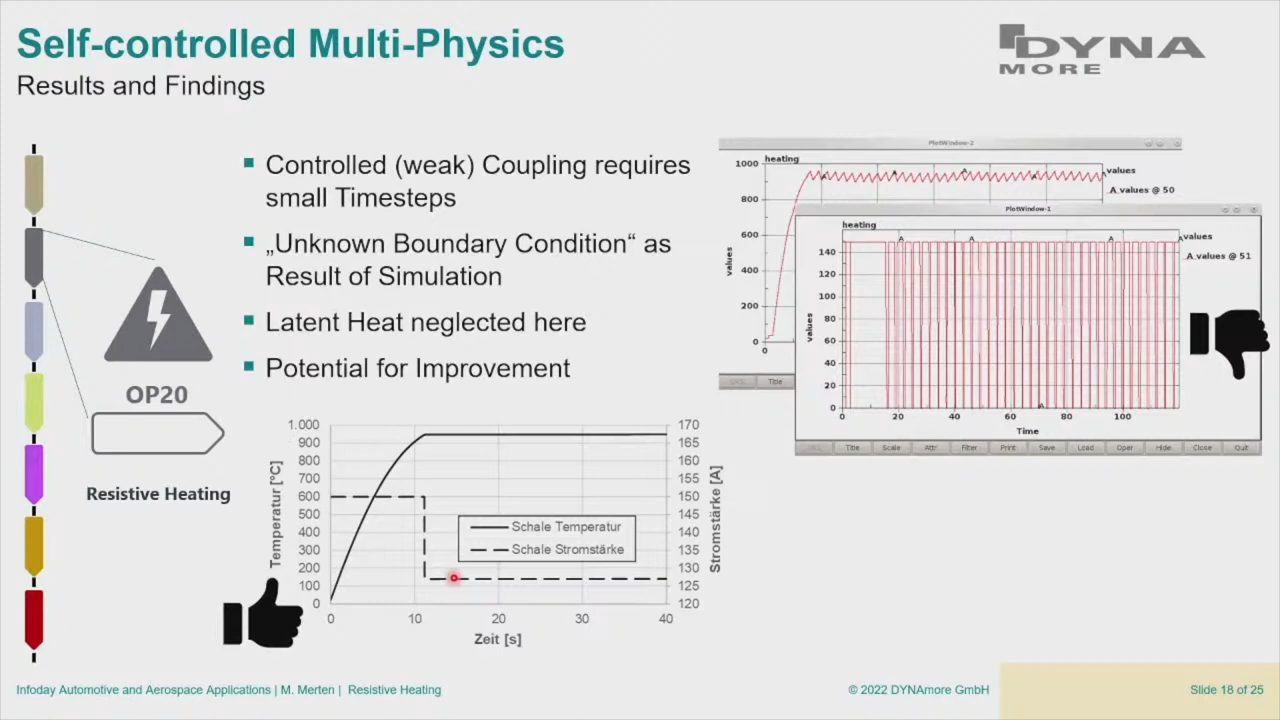 Self-controlled Multi-Physics
Results and Findings
DYNA
MORE
Controlled (weak) Coupling requires
small Timesteps
„Unknown Boundary Condition“ as
Result of Simulation
Latent Heat neglected here
Potential for Improvement
OP20
Resistive Heating
PlotWindow-2
heating
1000
800
600
400
200
0
0
values
values
A values @ 50
Title
PlotWindow-1
heating
140
120
100
80
60
40
20
0
values
A
A
A
A
A
0
20
40
60
80
100
Time
values
A values @ 51
Title
Scale
Attr
Filter
Print
Save
Load
Oper
Hide
Close
Quit
Temperatur [°C]
1.000
900
800
700
600
500
400
300
200
100
0
Schale Temperatur
Schale Stromstärke
170
165
160
155
150
145
140
135
130
125
120
Stromstärke [A]
0
10
20
30
40
Zeit [s]
Infoday Automotive and Aerospace Applications | M. Merten | Resistive Heating
© 2022 DYNAmore GmbH
Slide 18 of 25